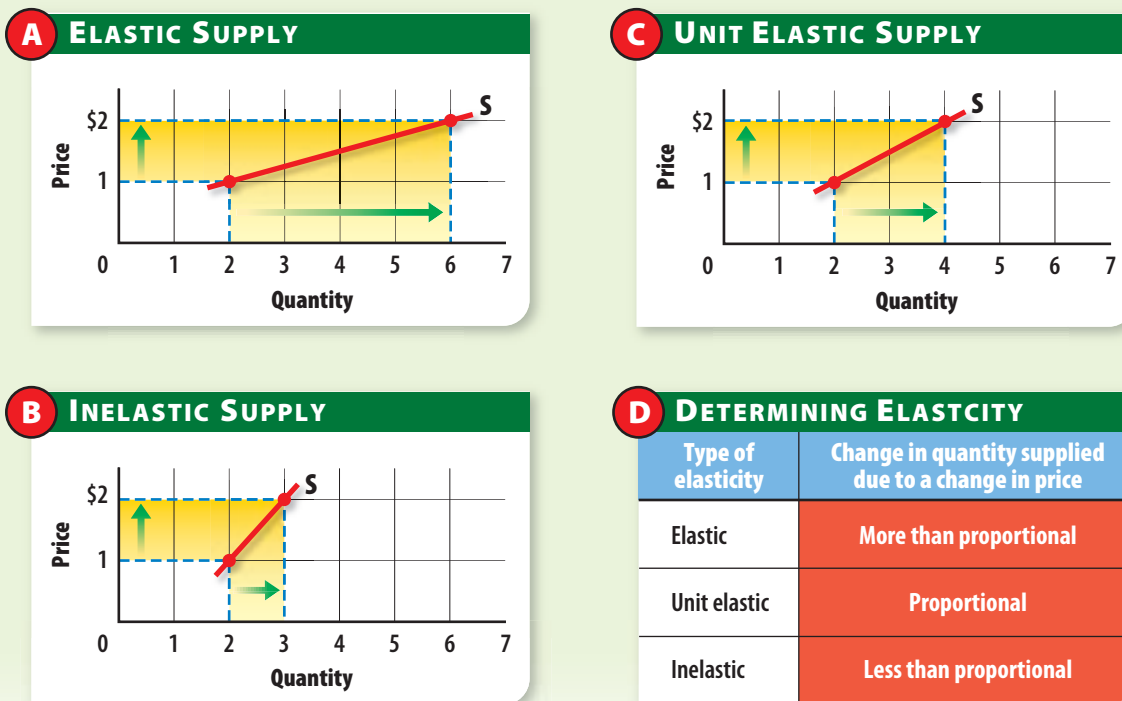 A ELASTIC SUPPLY
Price
$2
1
S
0 1 2 3 4 5 6 7
Quantity
B INELASTIC SUPPLY
Price
$2
1
S
0 1 2 3 4 5 6 7
Quantity
C UNIT ELASTIC SUPPLY
Price
$2
1
S
0 1 2 3 4 5 6 7
Quantity
D DETERMINING ELASTCITY
Type of elasticity
Change in quantity supplied due to a change in price
Elastic
More than proportional
Unit elastic
Proportional
Inelastic
Less than proportional